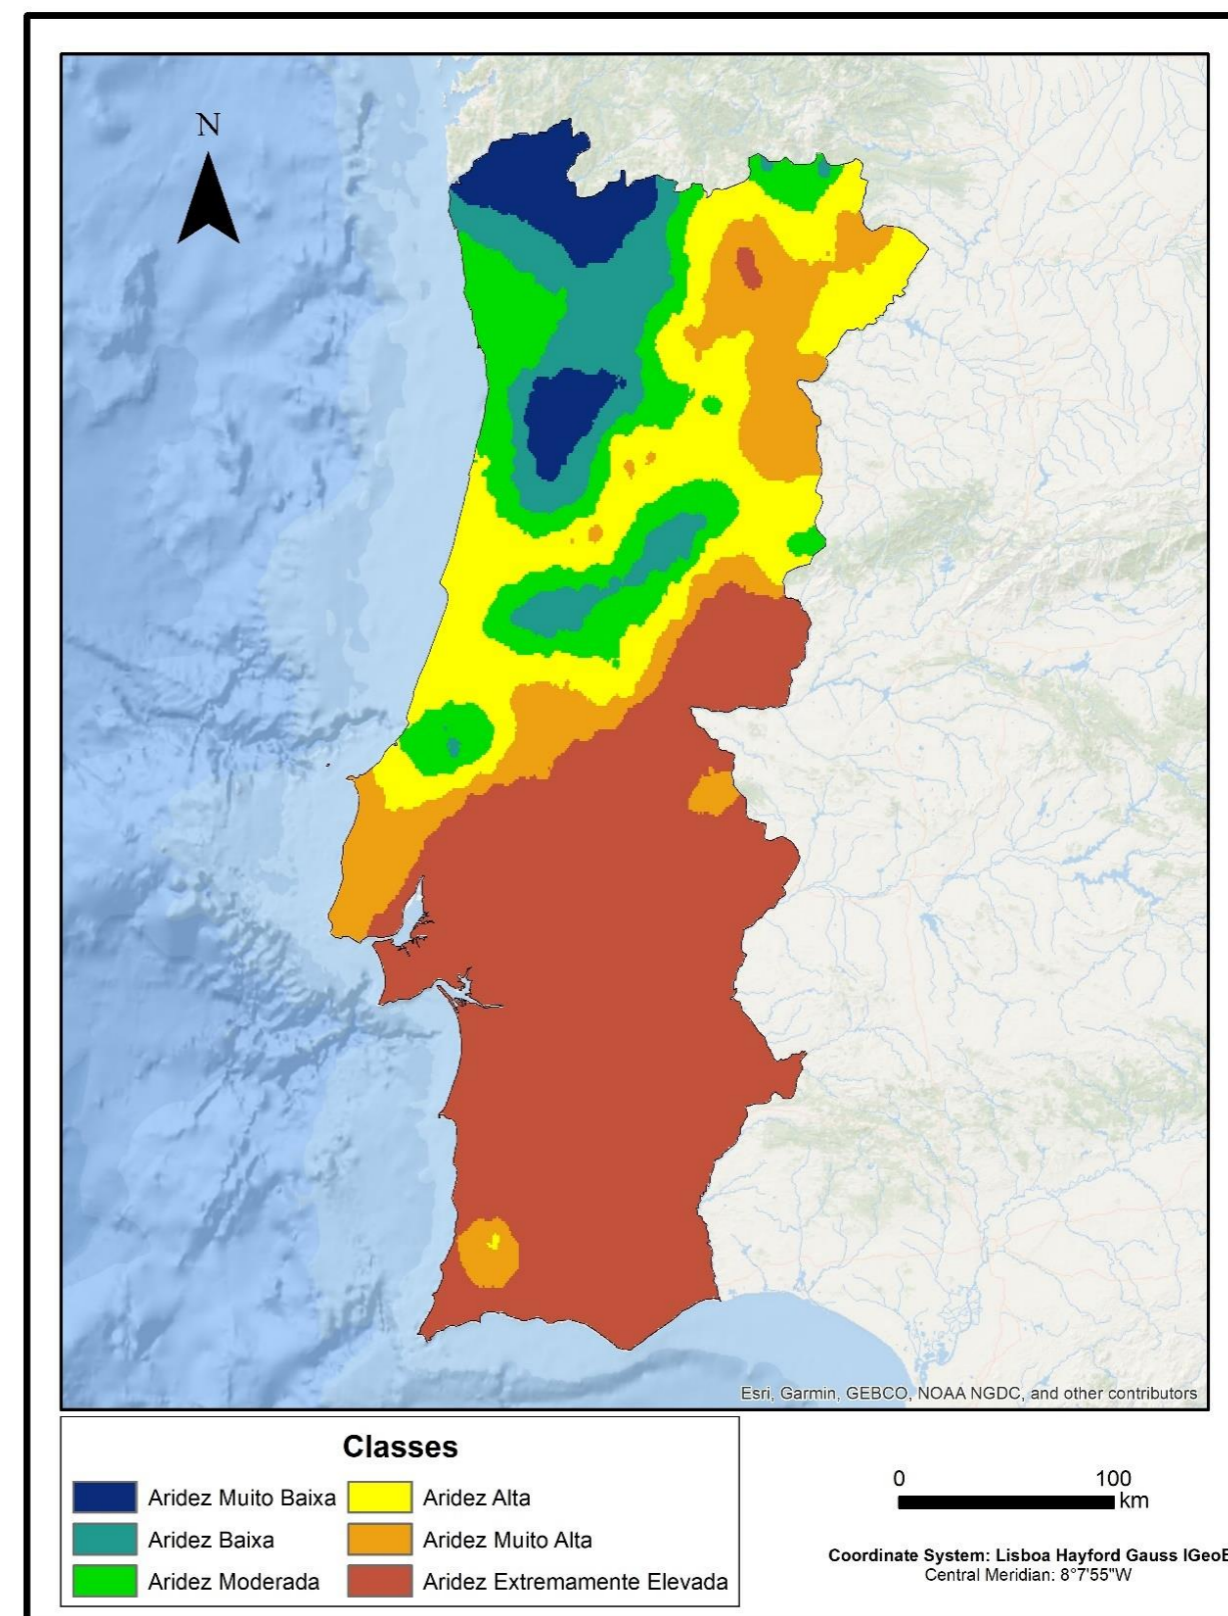 N
Esri, Garmin, GEBCO, NOAA NGDC, and other contributors
Classes
Aridez Muito Baixa
Aridez Baixa
Aridez Moderada
Aridez Alta
Aridez Muito Alta
Aridez Extremamente Elevada
0 100
km
Coordinate System: Lisboa Hayford Gauss IGeoE
Central Meridian: 8°7'55"W